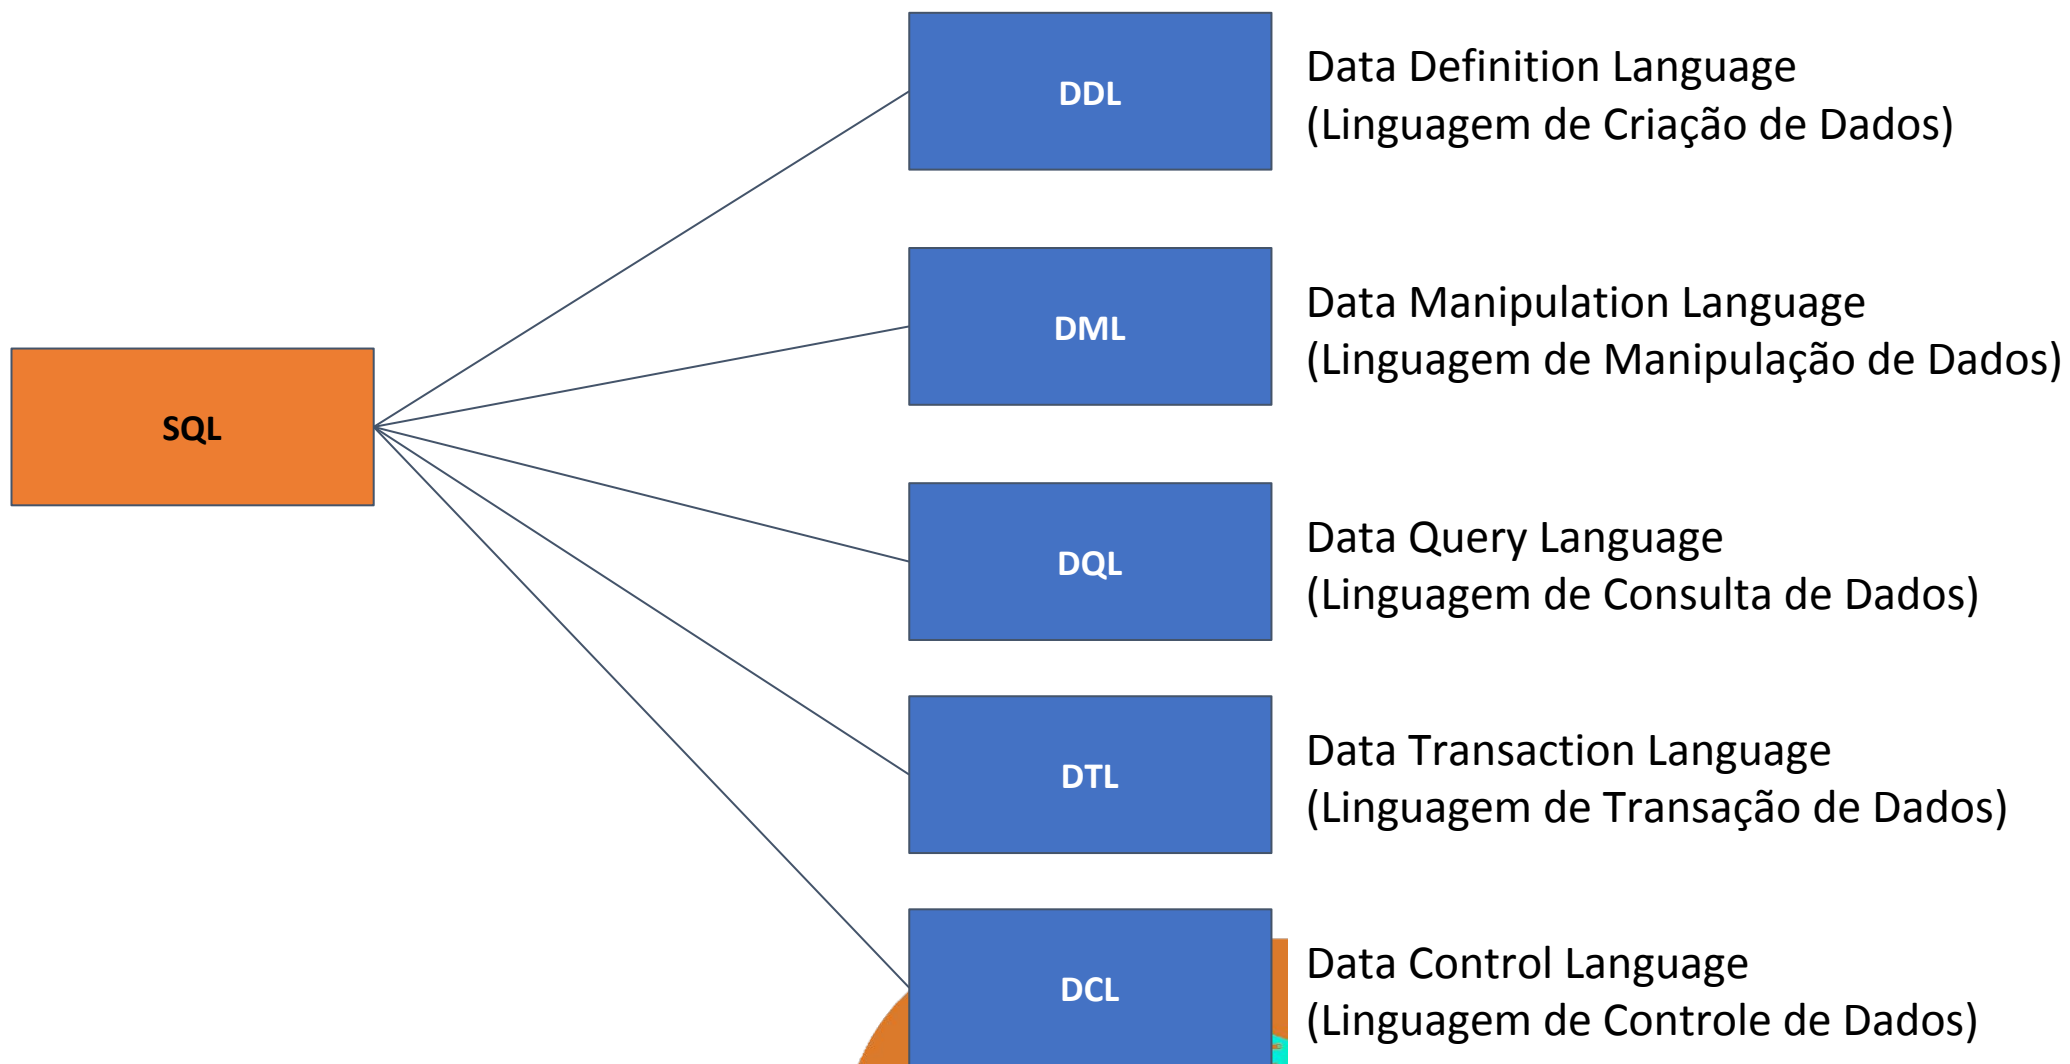 DDL
Data Definition Language
(Linguagem de Criação de Dados)
DML
Data Manipulation Language
(Linguagem de Manipulação de Dados)
SQL
DQL
Data Query Language
(Linguagem de Consulta de Dados)
DTL
Data Transaction Language
(Linguagem de Transação de Dados)
DCL
Data Control Language
(Linguagem de Controle de Dados)